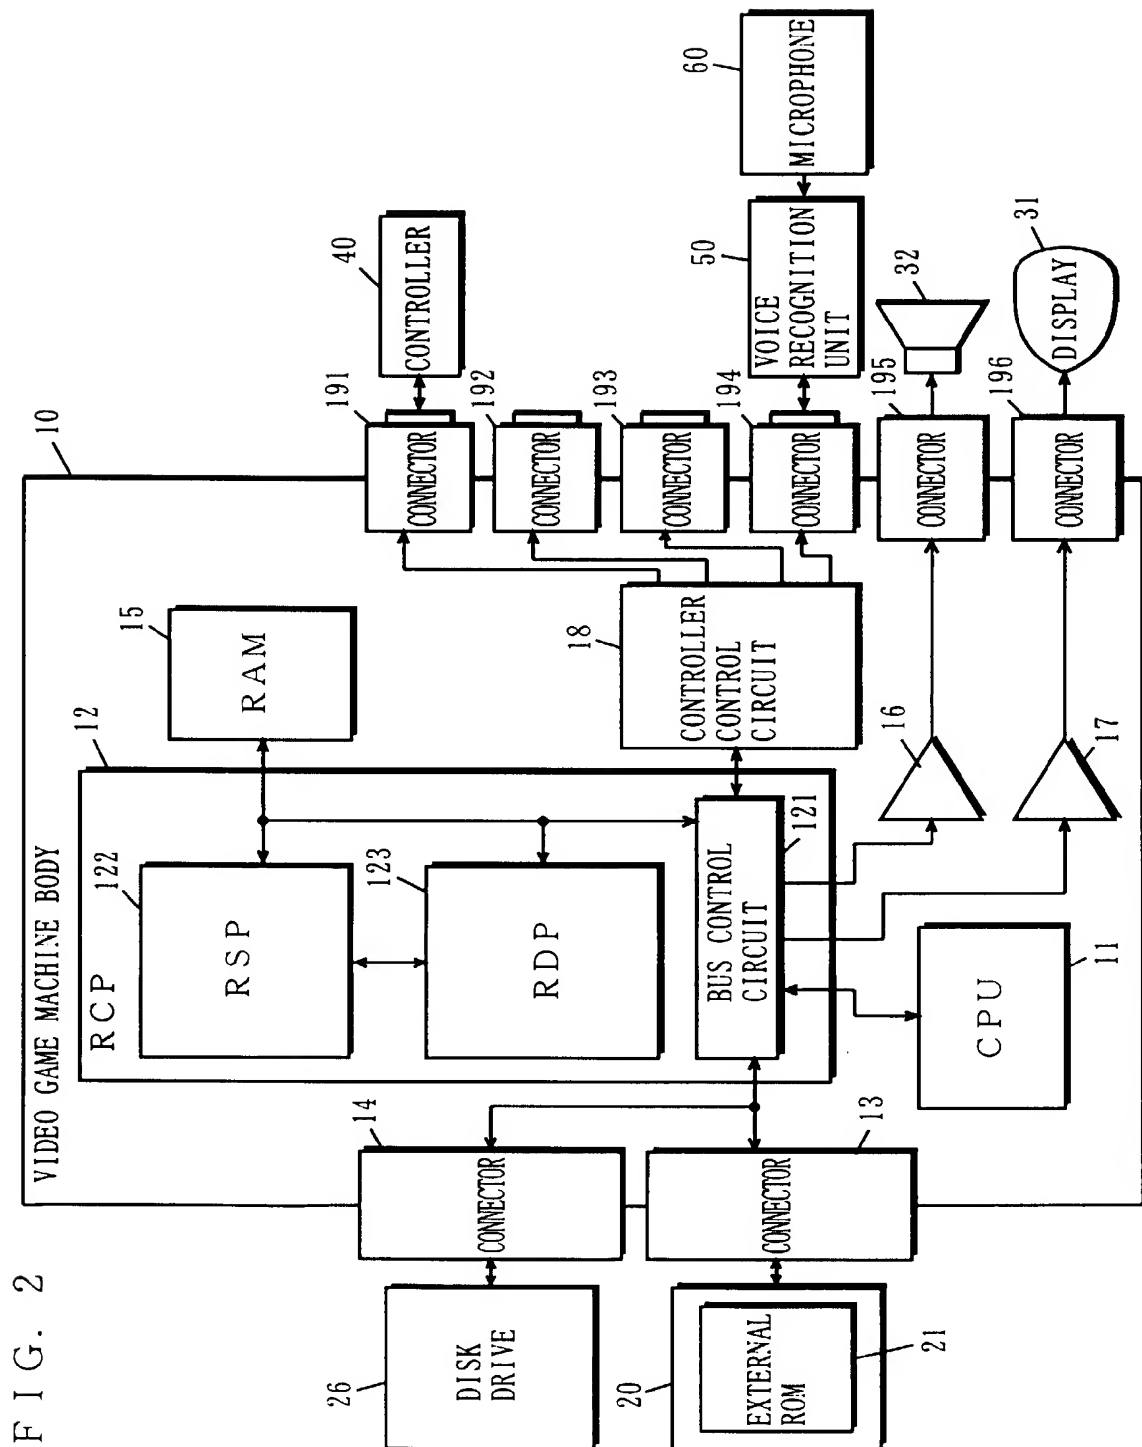 FIG. 2
VIDEO GAME MACHINE BODY
10
RCP
12
RSP
122
RDP
123
RAM
15
BUS CONTROL
CIRCUIT
121
CPU
11
CONTROLLER
CONTROL
CIRCUIT
18
16
17
DISK
DRIVE
26
CONNECTOR
14
20
EXTERNAL
ROM
21
CONNECTOR
13
CONNECTOR
191
CONTROLLER
40
CONNECTOR
192
CONNECTOR
193
CONNECTOR
194
VOICE
RECOGNITION
UNIT
50
MICROPHONE
60
CONNECTOR
195
32
CONNECTOR
196
DISPLAY
31